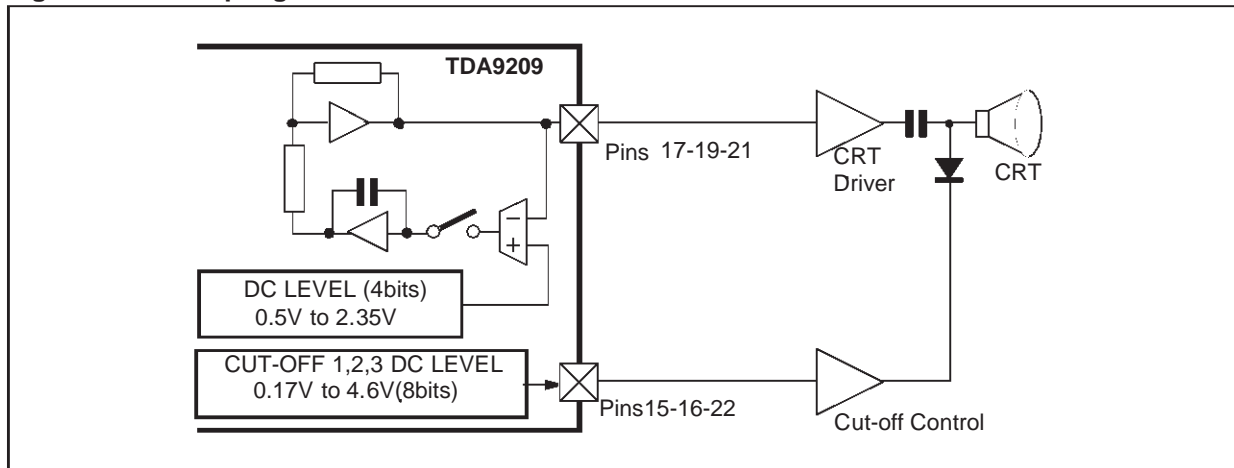 TDA9209
Pins 17-19-21
CRT
Driver
CRT
−
+
DC LEVEL (4bits)
0.5V to 2.35V
CUT-OFF 1,2,3 DC LEVEL
0.17V to 4.6V(8bits)
Pins15-16-22
Cut-off Control